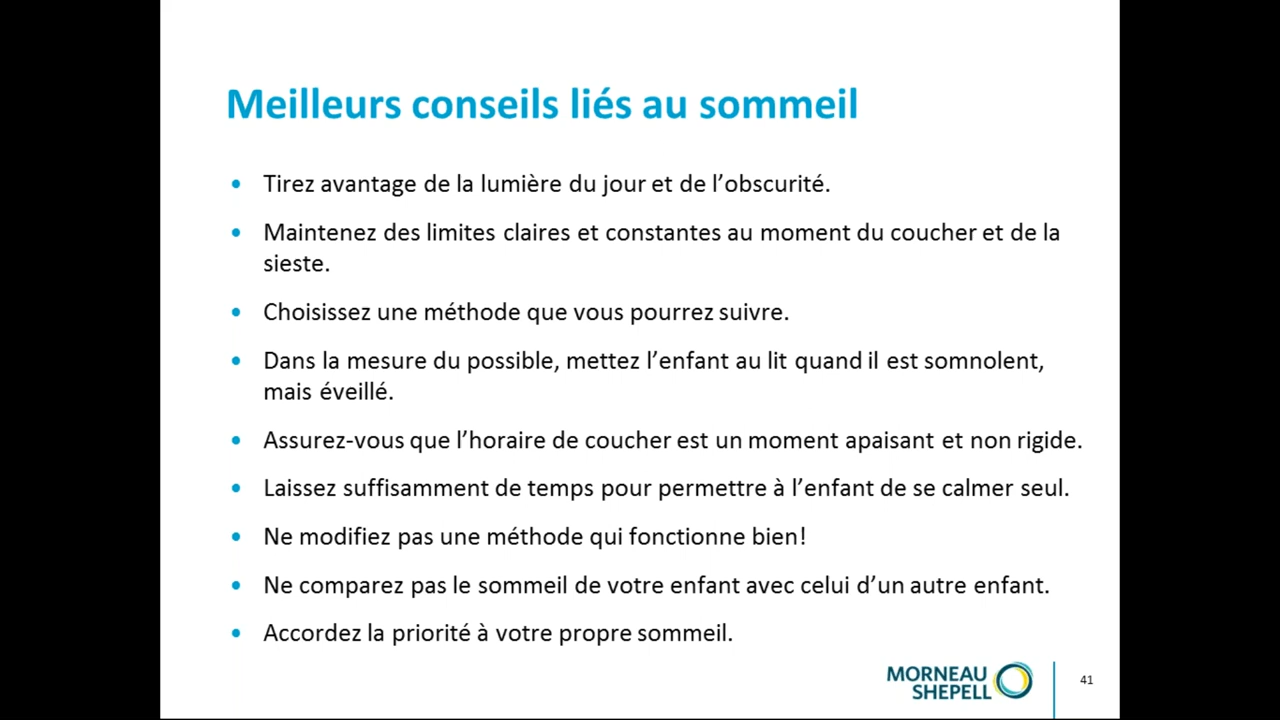 Meilleurs conseils liés au sommeil
• Tirez avantage de la lumière du jour et de l’obscurité.
• Maintenez des limites claires et constantes au moment du coucher et de la
sieste.
• Choisissez une méthode que vous pourrez suivre.
• Dans la mesure du possible, mettez l’enfant au lit quand il est somnolent,
mais éveillé.
• Assurez-vous que l’horaire de coucher est un moment apaisant et non rigide.
• Laissez suffisamment de temps pour permettre à l’enfant de se calmer seul.
• Ne modifiez pas une méthode qui fonctionne bien!
• Ne comparez pas le sommeil de votre enfant avec celui d’un autre enfant.
• Accordez la priorité à votre propre sommeil.
MORNEAU
SHEPELL
41